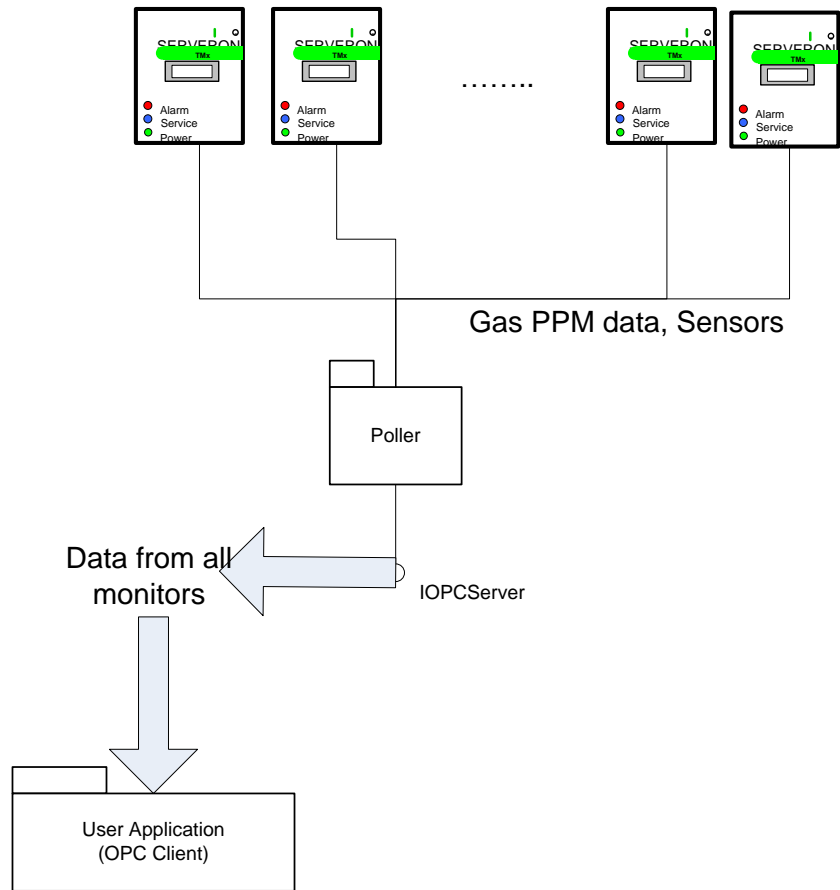 SERVERON
TMx
Alarm
Service
Power
SERVERON
TMx
Alarm
Service
Power
........
SERVERON
TMx
Alarm
Service
Power
SERVERON
TMx
Alarm
Service
Power
Gas PPM data, Sensors
Poller
Data from all
monitors
IOPCServer
User Application
(OPC Client)